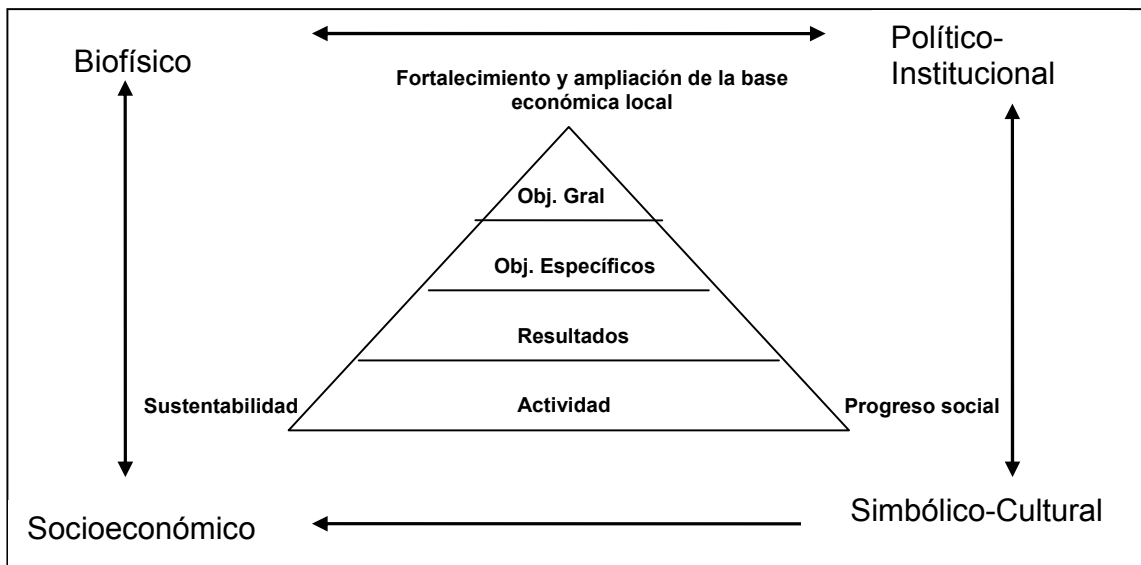 Biofísico
Político-
Institucional
Fortalecimiento y ampliación de la base
económica local
Obj. Gral
Obj. Específicos
Resultados
Sustentabilidad
Actividad
Progreso social
Socioeconómico
Simbólico-Cultural